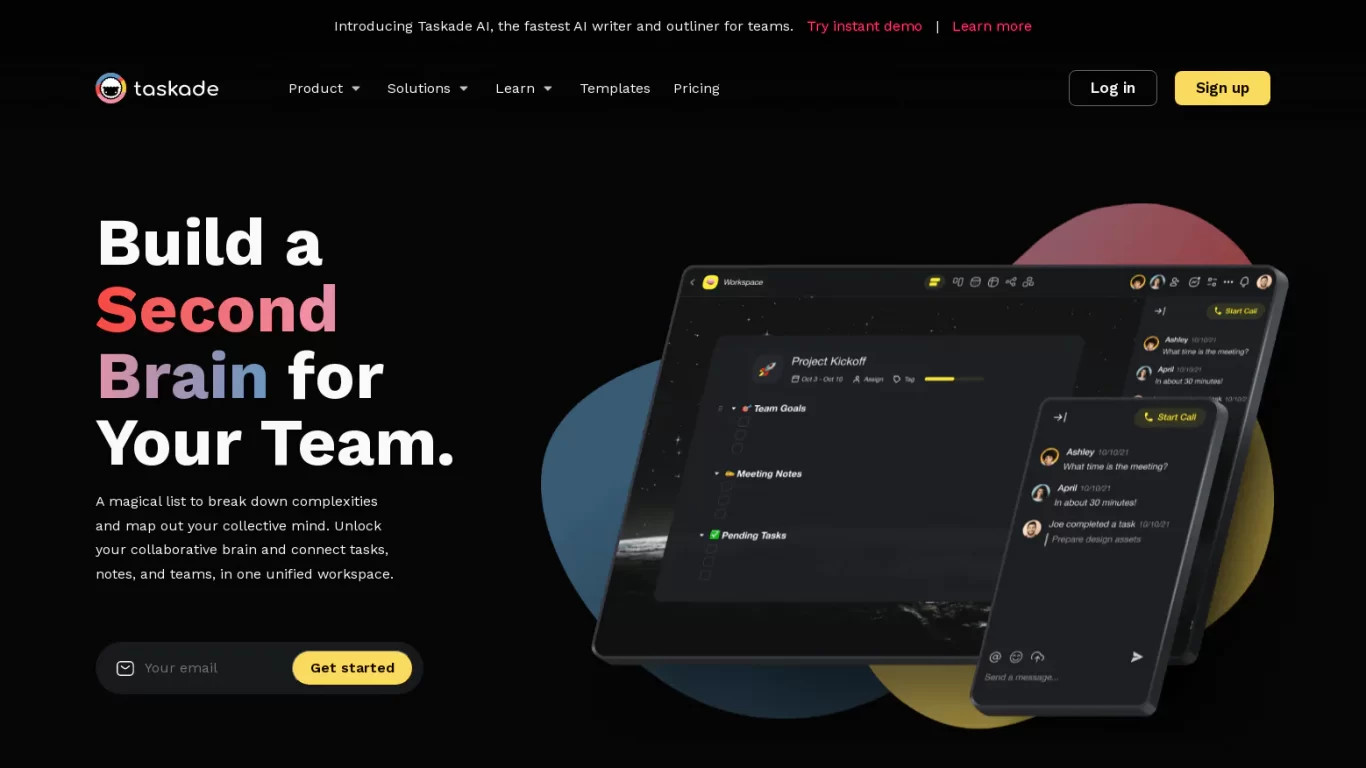 Introducing Taskade AI, the fastest AI writer and outliner for teams. Try instant demo | Learn more
taskade
Product
Solutions
Learn
Templates
Pricing
Log in
Sign up
Build a
Second
Brain for
Your Team.
A magical list to break down complexities
and map out your collective mind. Unlock
your collaborative brain and connect tasks,
notes, and teams, in one unified workspace.
Your email
Get started
Workspace
Project Kickoff
Oct 3 - Oct 10 Assign Tag
🎯 Team Goals
Meeting Notes
✅ Pending Tasks
Start Call
Ashley 10/10/21
What time is the meeting?
April 10/10/21
In about 30 minutes!
Start Call
Ashley 10/10/21
What time is the meeting?
April 10/10/21
In about 30 minutes!
Joe completed a task 10/10/21
Prepare design assets
Send a message...